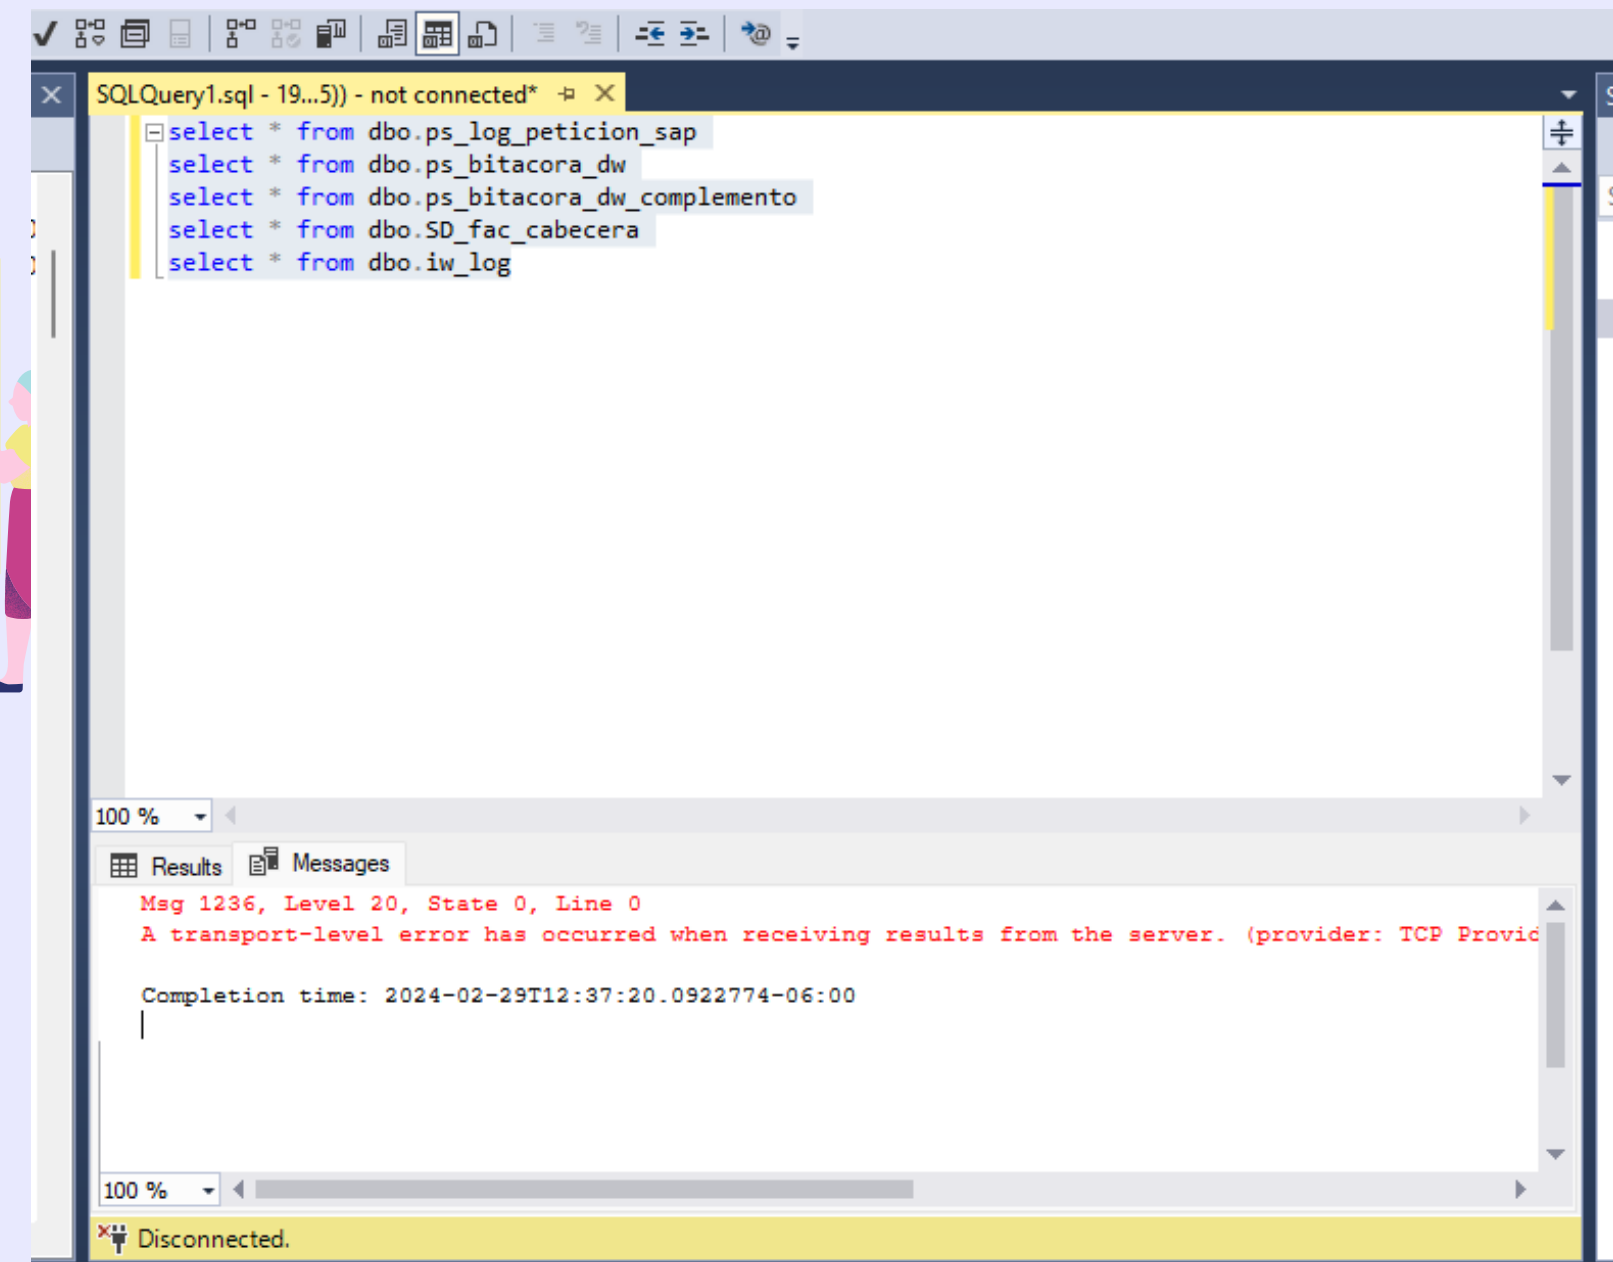 SQLQuery1.sql - 19...5)) - not connected*
select * from dbo.ps_log_peticion_sap
select * from dbo.ps_bitacora_dw
select * from dbo.ps_bitacora_dw_complemento
select * from dbo.SD_fac_cabecera
select * from dbo.iw_log
100 %
Results Messages
Msg 1236, Level 20, State 0, Line 0
A transport-level error has occurred when receiving results from the server. (provider: TCP Provid
Completion time: 2024-02-29T12:37:20.0922774-06:00
100 %
Disconnected.